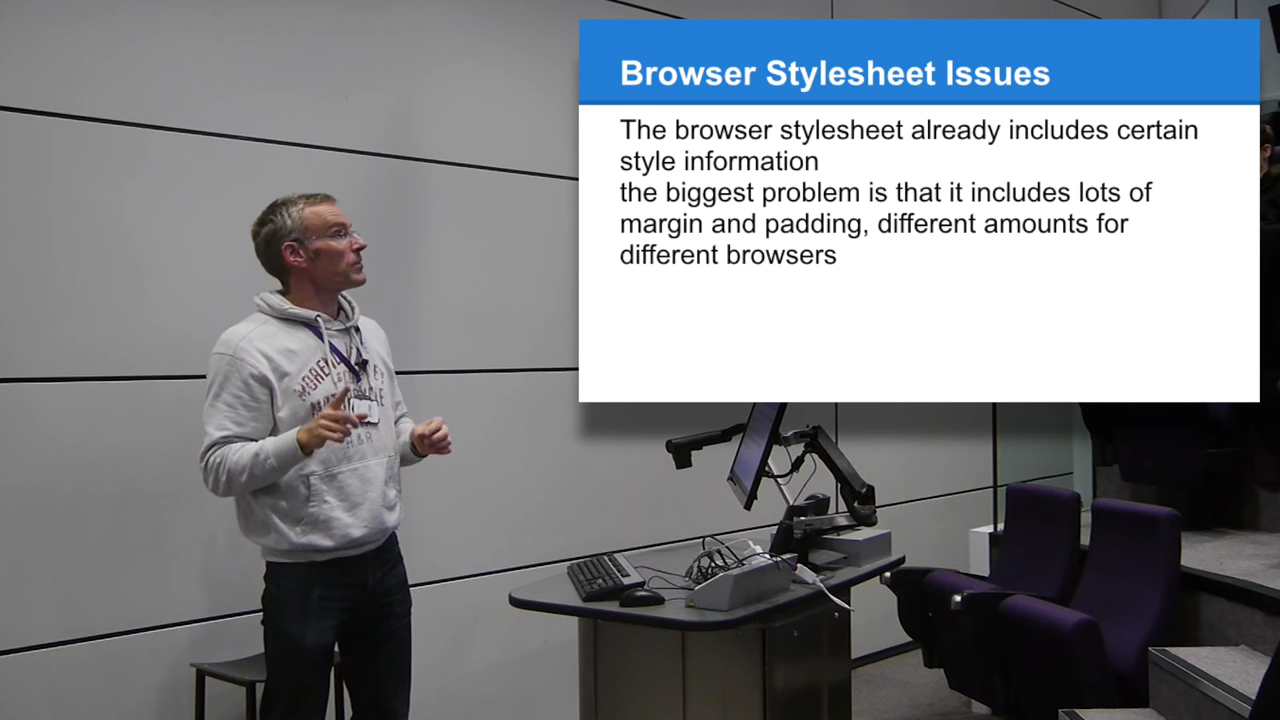 Browser Stylesheet Issues
The browser stylesheet already includes certain
style information
the biggest problem is that it includes lots of
margin and padding, different amounts for
different browsers
H&R